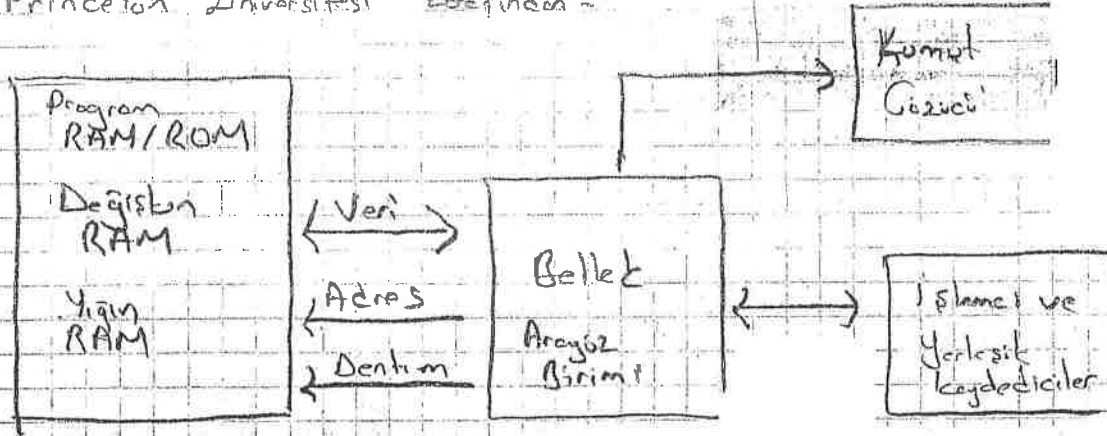 Princeton Üniversitesi
Program
RAM/ROM
Değişken
RAM
Yığın
RAM
Veri
Adres
Denetim
Bellek
Arayüz
Birimi
Komut
Çözücü
İşlemci ve
Yerleşik
kaydediciler